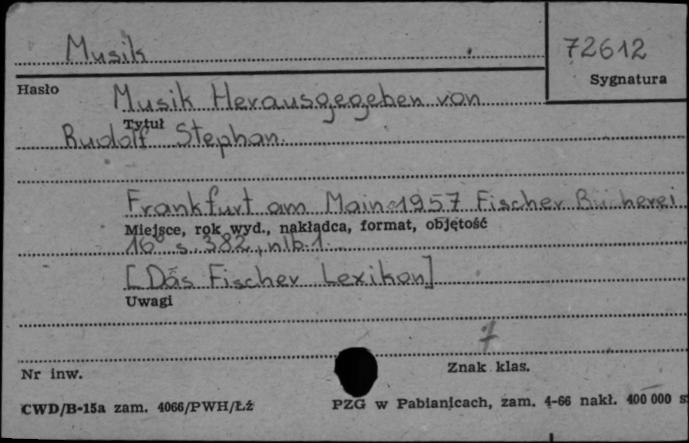 Musik
72612
Sygnatura
Hasło
Musik Herausgegeben von
Tytuł
Rudolf Stephan.
Frankfurt am Main 1957 Fischer Bücherei
Miejsce, rok wyd., nakładca, format, objętość
16° s. 382, nlb. 1.
[Das Fischer Lexikon]
Uwagi
7
Nr inw.
Znak klas.
CWD/B-15a zam. 4066/PWH/Łź
PZG w Pabianicach, zam. 4-66 nakł. 400 000 s